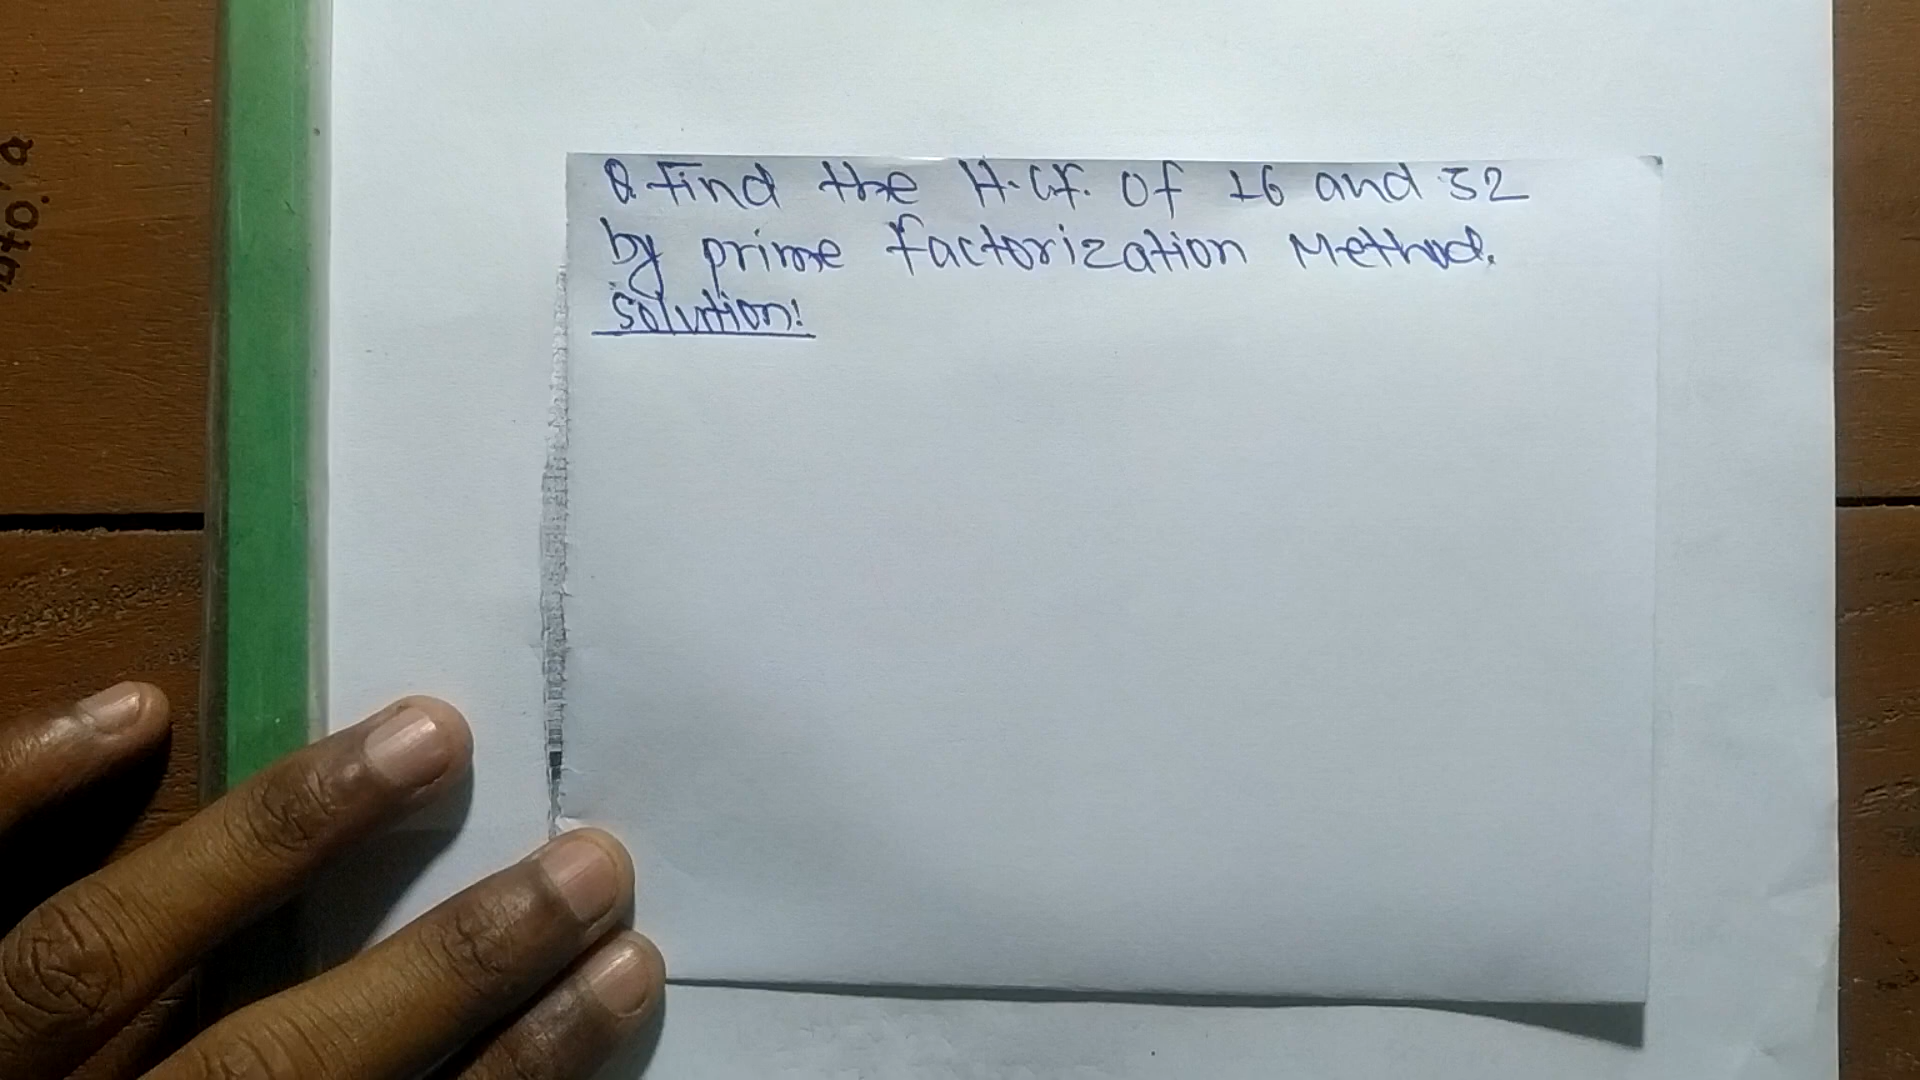 Q. Find the H.C.F. of 16 and 32
by prime factorization Method.
Solution: